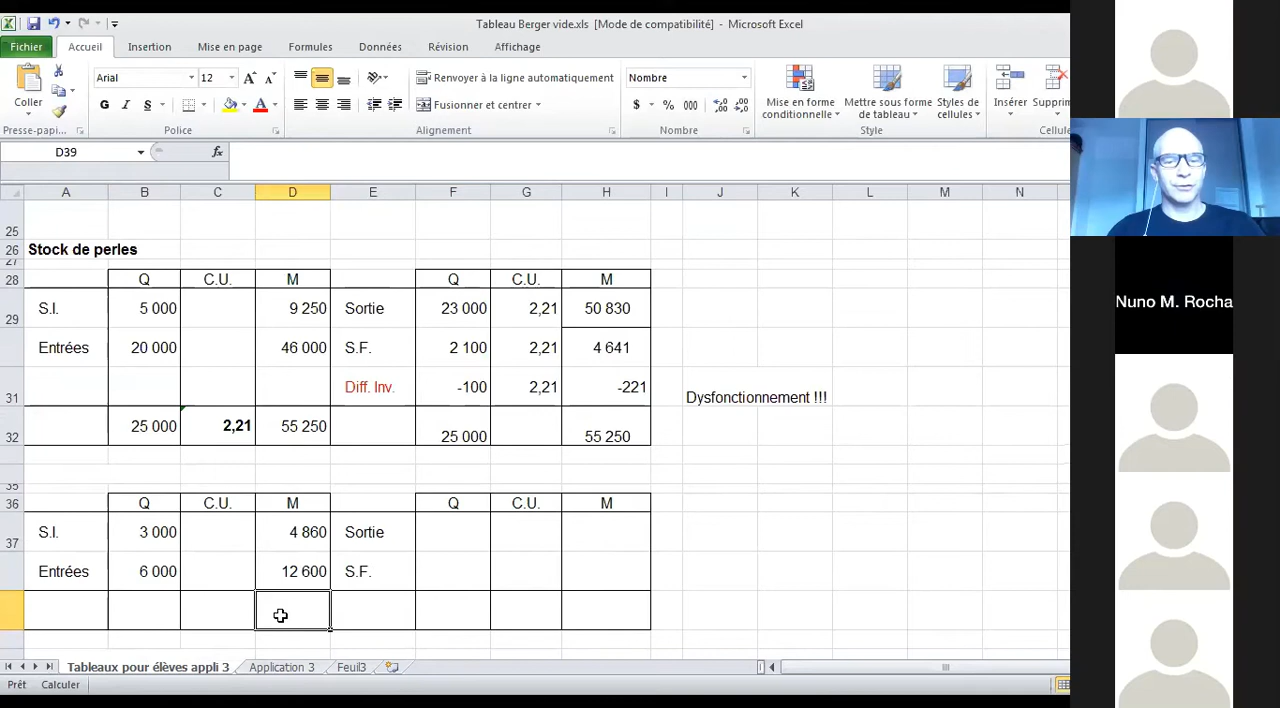 Tableau Berger vide.xls [Mode de compatibilité] - Microsoft Excel
Fichier Accueil Insertion Mise en page Formules Données Révision Affichage
Coller
Arial 12
Renvoyer à la ligne automatiquement
Nombre
G I S
Fusionner et centrer
$ % 000
Mise en forme conditionnelle
Mettre sous forme de tableau
Styles de cellules
Insérer
Supprim
Presse-papi... Police Alignement Nombre Style Cellule
D39 fx
A B C D E F G H I J K L M N
25
26 Stock de perles
27
28 Q C.U. M Q C.U. M
29 S.I. 5 000 9 250 Sortie 23 000 2,21 50 830
Entrées 20 000 46 000 S.F. 2 100 2,21 4 641
31 Diff. Inv. -100 2,21 -221 Dysfonctionnement !!!
32 25 000 2,21 55 250 25 000 55 250
35
36 Q C.U. M Q C.U. M
37 S.I. 3 000 4 860 Sortie
Entrées 6 000 12 600 S.F.
Tableaux pour élèves appli 3 Application 3 Feuil3
Prêt Calculer
Nuno M. Rocha